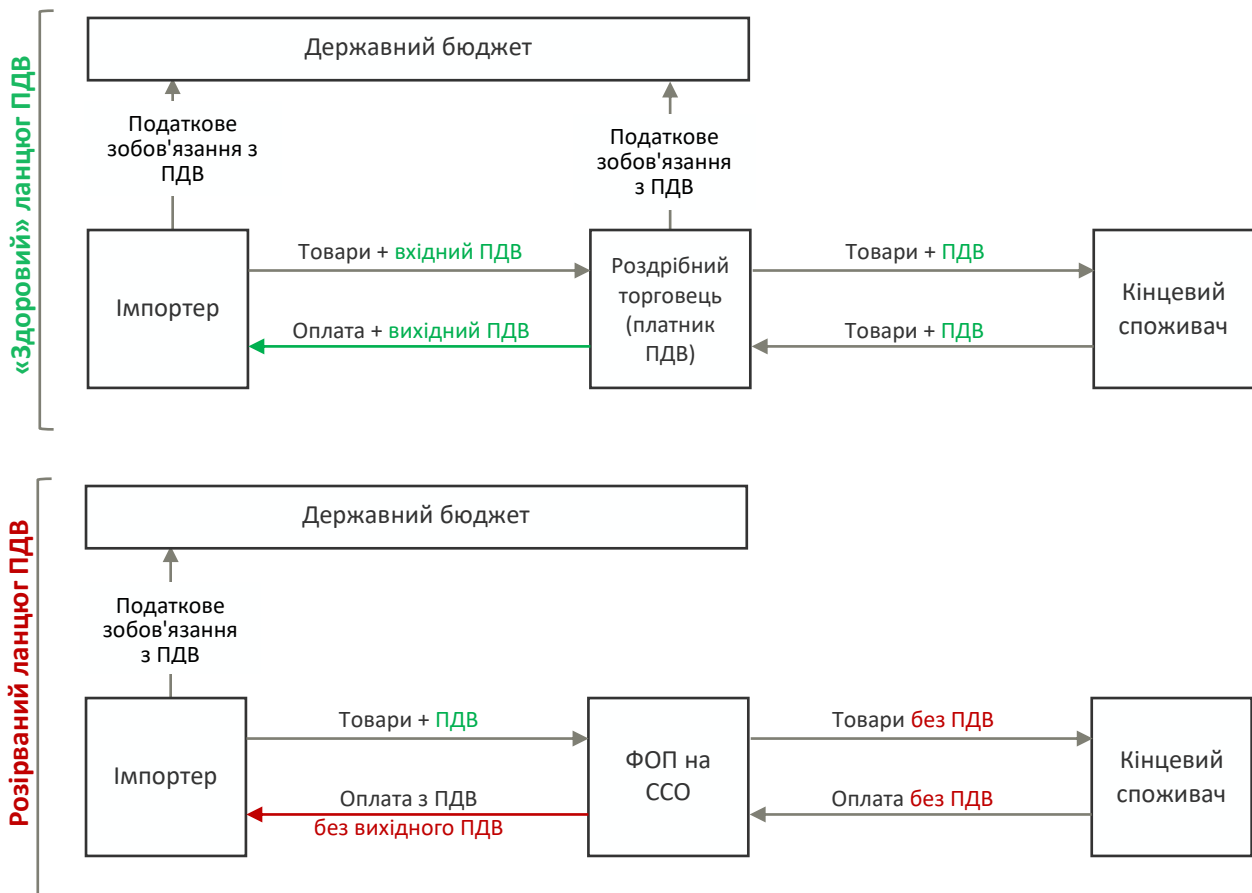 «Здоровий» ланцюг ПДВ
Державний бюджет
Податкове
зобов'язання з
ПДВ
Податкове
зобов'язання
з ПДВ
Імпортер
Товари + вхідний ПДВ
Оплата + вихідний ПДВ
Роздрібний
торговець
(платник
ПДВ)
Товари + ПДВ
Товари + ПДВ
Кінцевий
споживач
Розірваний ланцюг ПДВ
Державний бюджет
Податкове
зобов'язання
з ПДВ
Імпортер
Товари + ПДВ
Оплата з ПДВ
без вихідного ПДВ
ФОП на
ССО
Товари без ПДВ
Оплата без ПДВ
Кінцевий
споживач